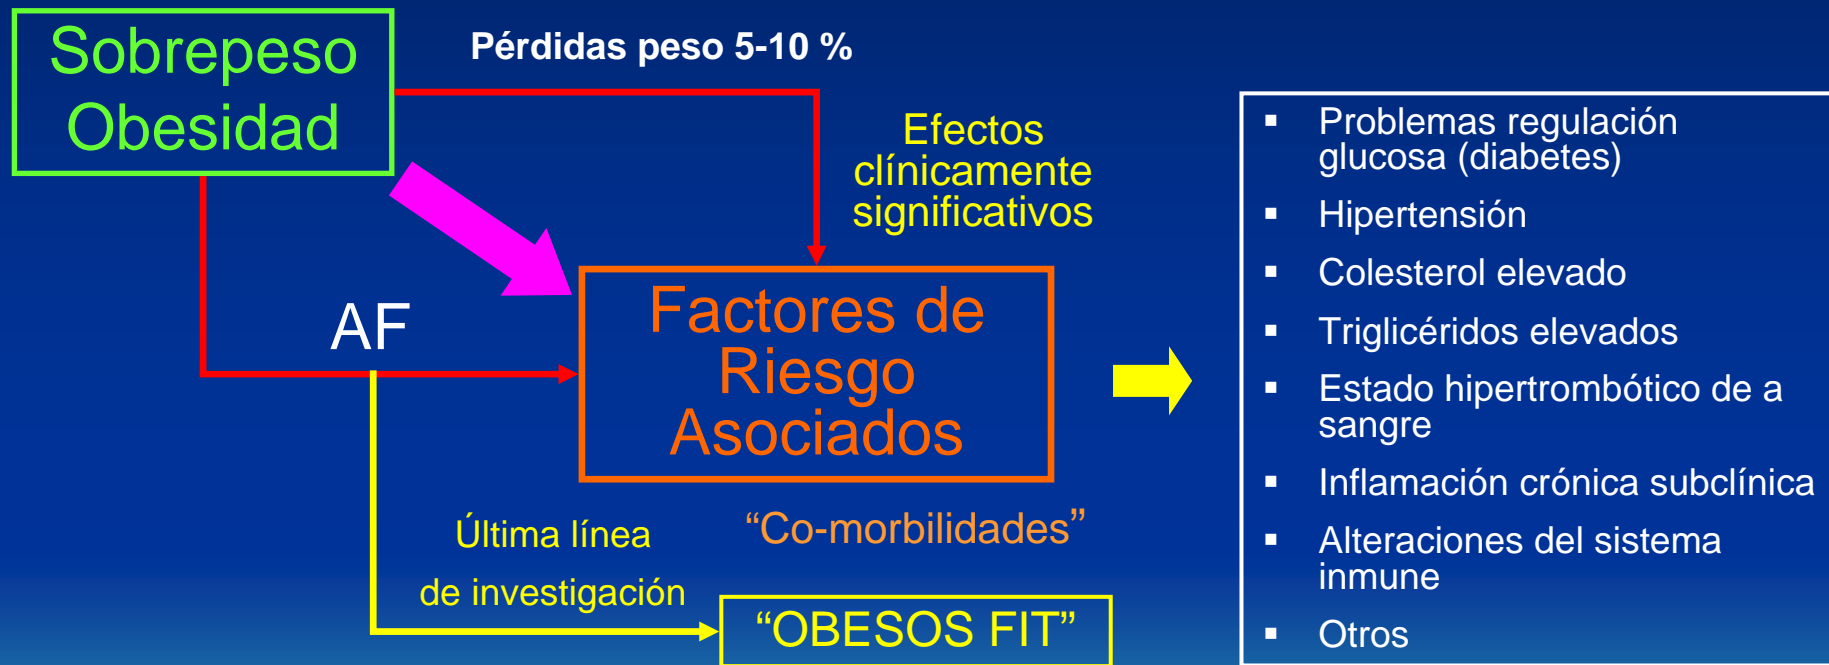 Sobrepeso
Obesidad
Pérdidas peso 5-10 %
Efectos
clínicamente
significativos
AF
Factores de
Riesgo
Asociados
“Co-morbilidades”
Última línea
de investigación
“OBESOS FIT”
▪ Problemas regulación
glucosa (diabetes)
▪ Hipertensión
▪ Colesterol elevado
▪ Triglicéridos elevados
▪ Estado hipertrombótico de a
sangre
▪ Inflamación crónica subclínica
▪ Alteraciones del sistema
inmune
▪ Otros